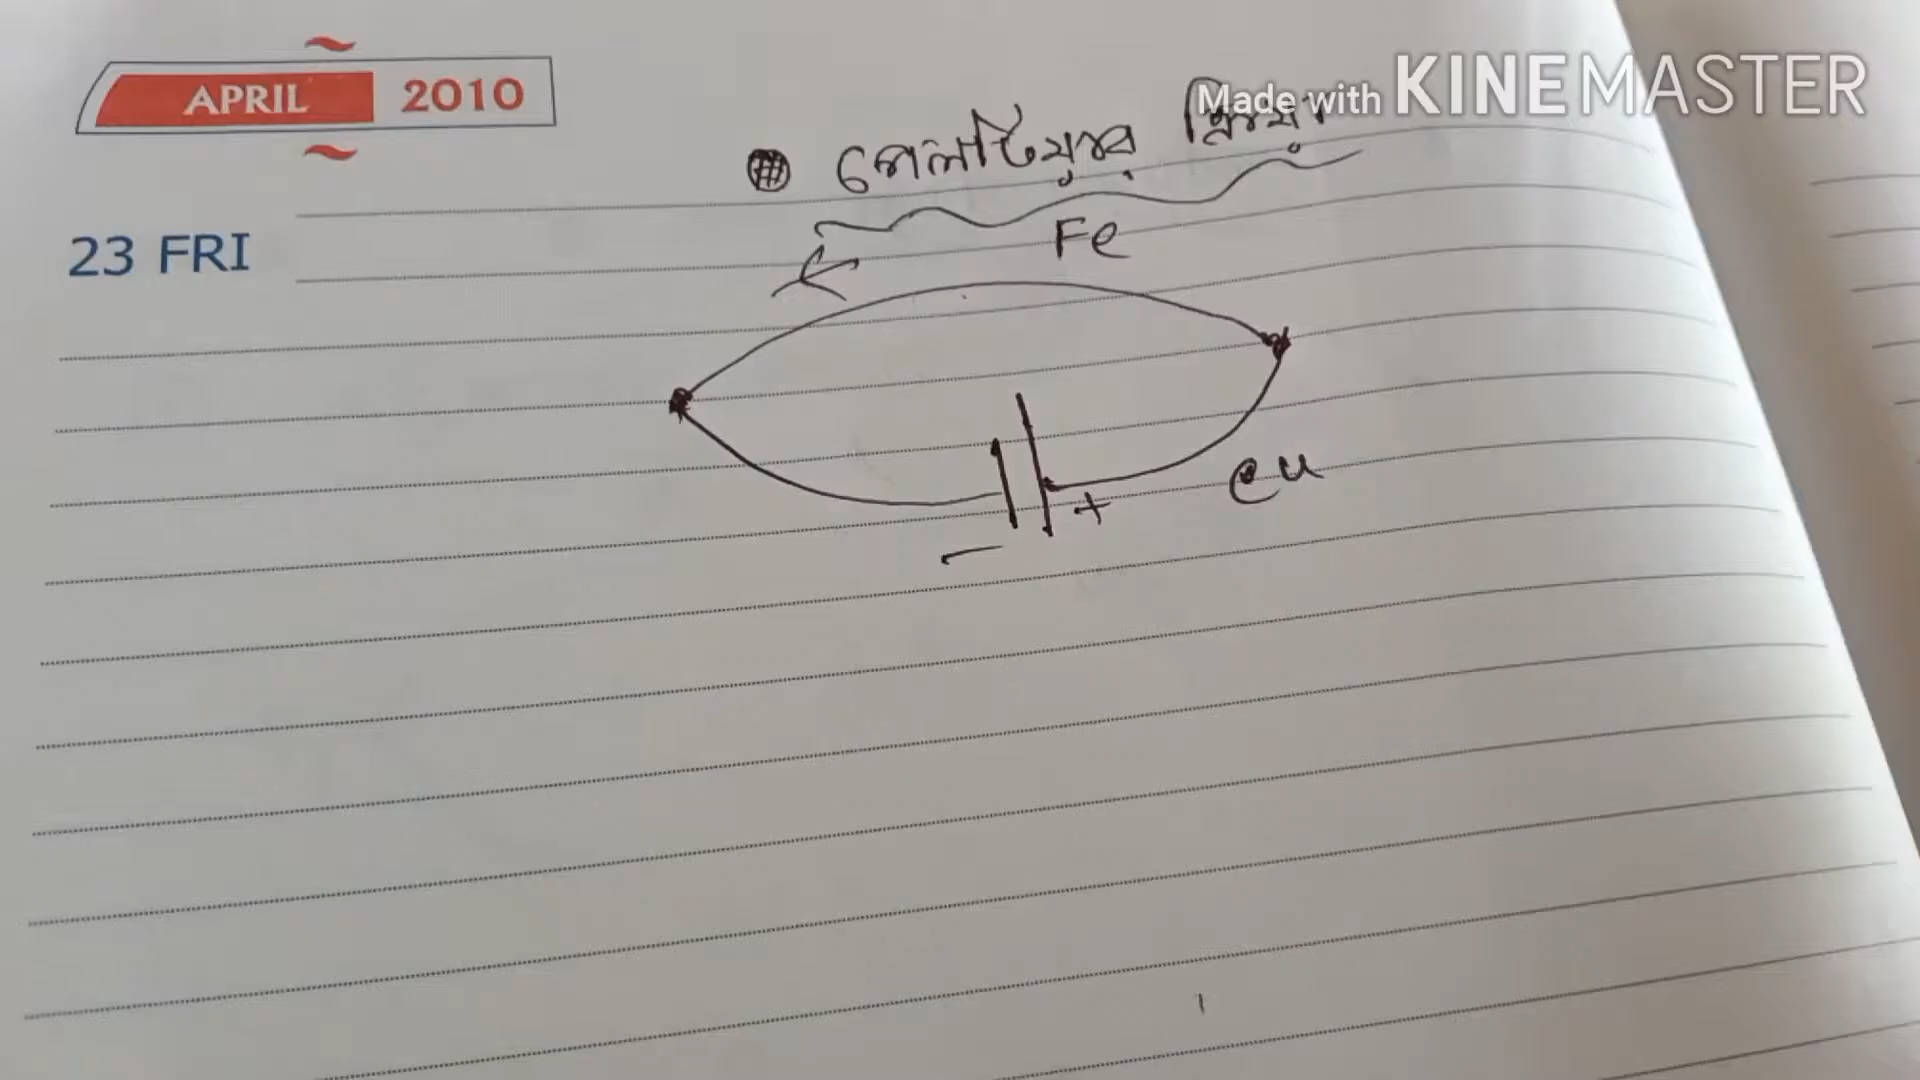 Made with KINEMASTER
APRIL 2010
পেলটিয়ার ক্রিয়া
23 FRI
Fe
Cu
+
−